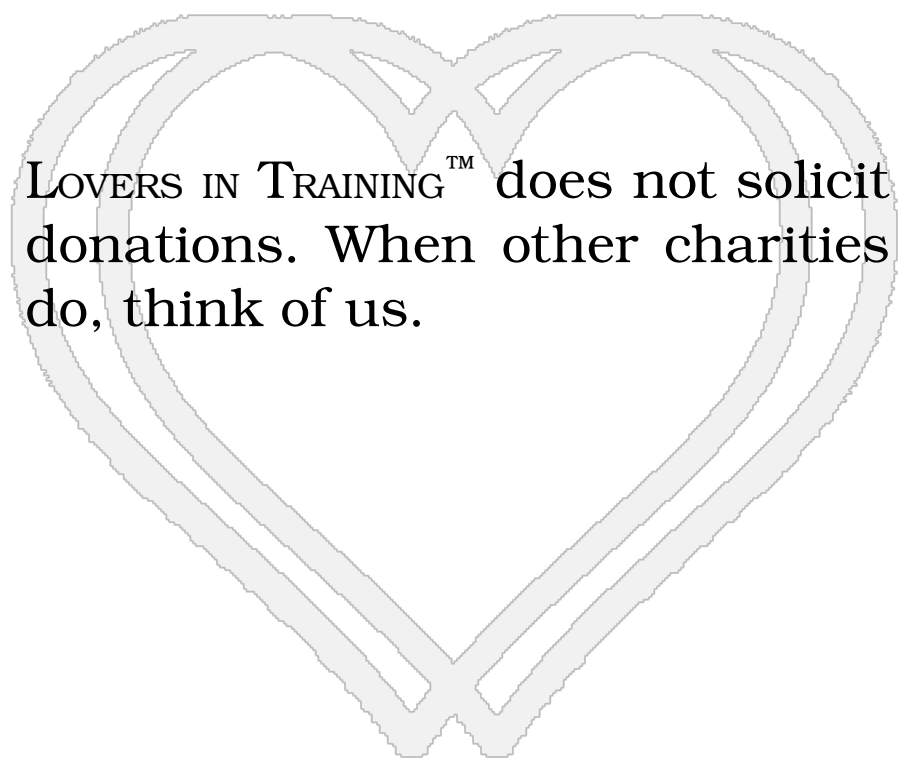 Lovers in Training™ does not solicit
donations. When other charities
do, think of us.